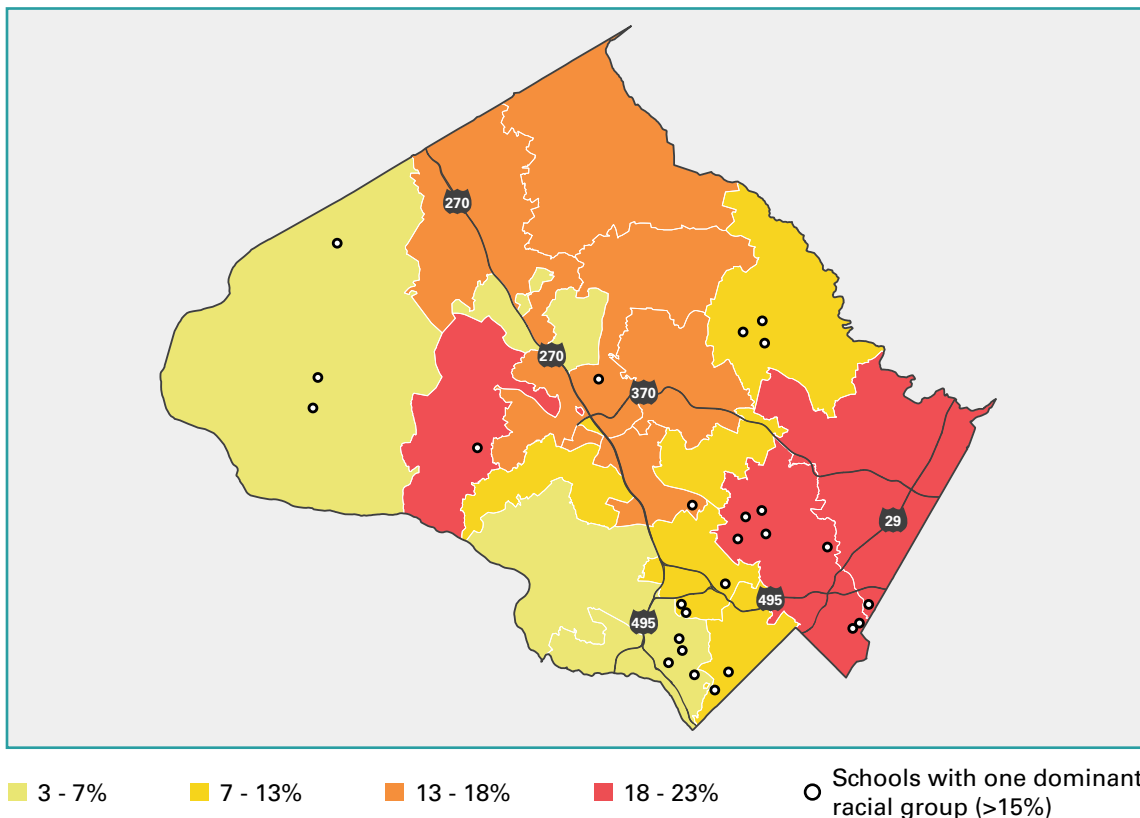 270
270
370
29
495
495
3 - 7%
7 - 13%
13 - 18%
18 - 23%
Schools with one dominant
racial group (>15%)